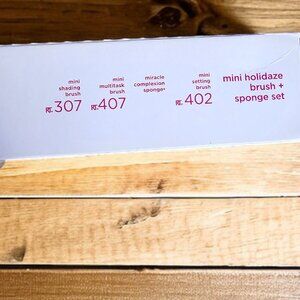 mini
shading
brush
RT.307
mini
multitask
brush
RT.407
miracle
complexion
sponge+
mini
setting
brush
RT.402
mini holidaze
brush +
sponge set